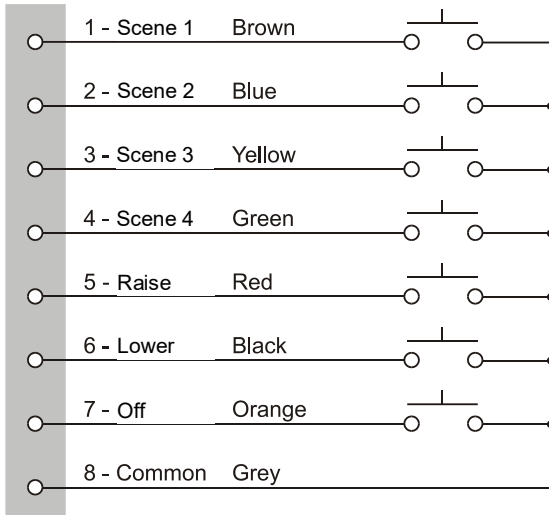 1 - Scene 1 Brown
2 - Scene 2 Blue
3 - Scene 3 Yellow
4 - Scene 4 Green
5 - Raise Red
6 - Lower Black
7 - Off Orange
8 - Common Grey